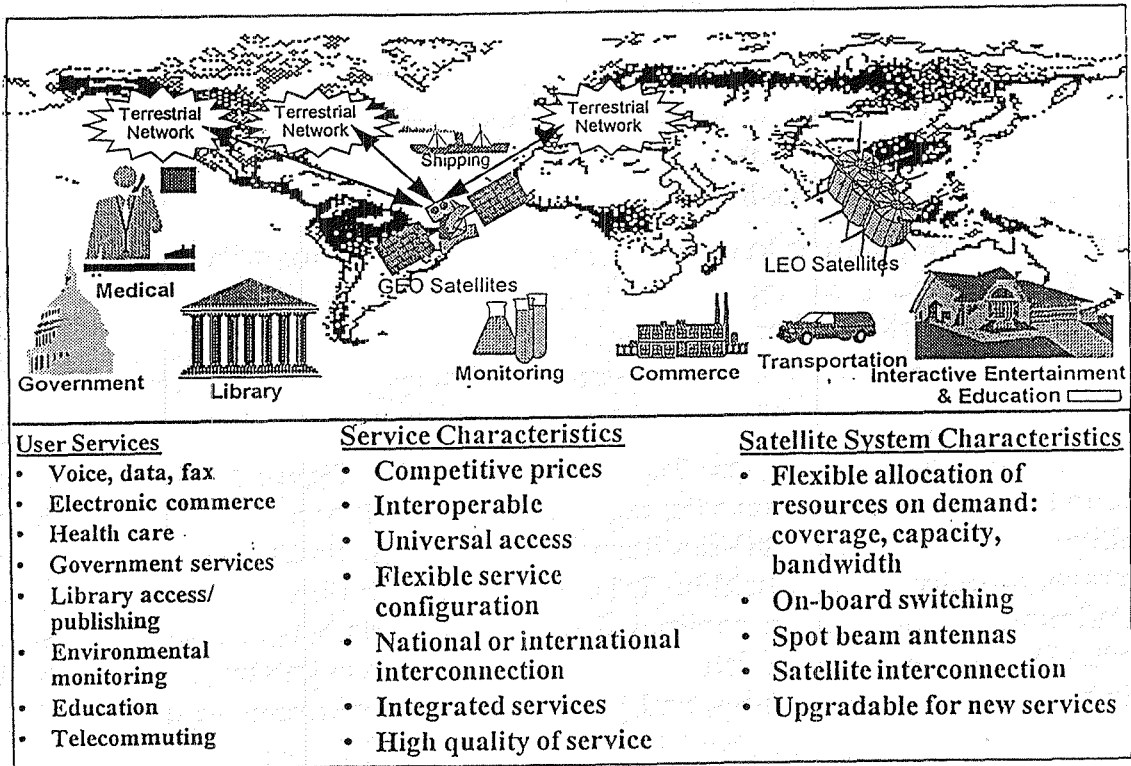 Terrestrial
Network
Terrestrial
Network
Terrestrial
Network
Shipping
Medical
GEO Satellites
LEO Satellites
Government
Library
Monitoring
Commerce
Transportation
Interactive Entertainment
& Education
User Services
• Voice, data, fax
• Electronic commerce
• Health care
• Government services
• Library access/
publishing
• Environmental
monitoring
• Education
• Telecommuting
Service Characteristics
• Competitive prices
• Interoperable
• Universal access
• Flexible service
configuration
• National or international
interconnection
• Integrated services
• High quality of service
Satellite System Characteristics
• Flexible allocation of
resources on demand:
coverage, capacity,
bandwidth
• On-board switching
• Spot beam antennas
• Satellite interconnection
• Upgradable for new services